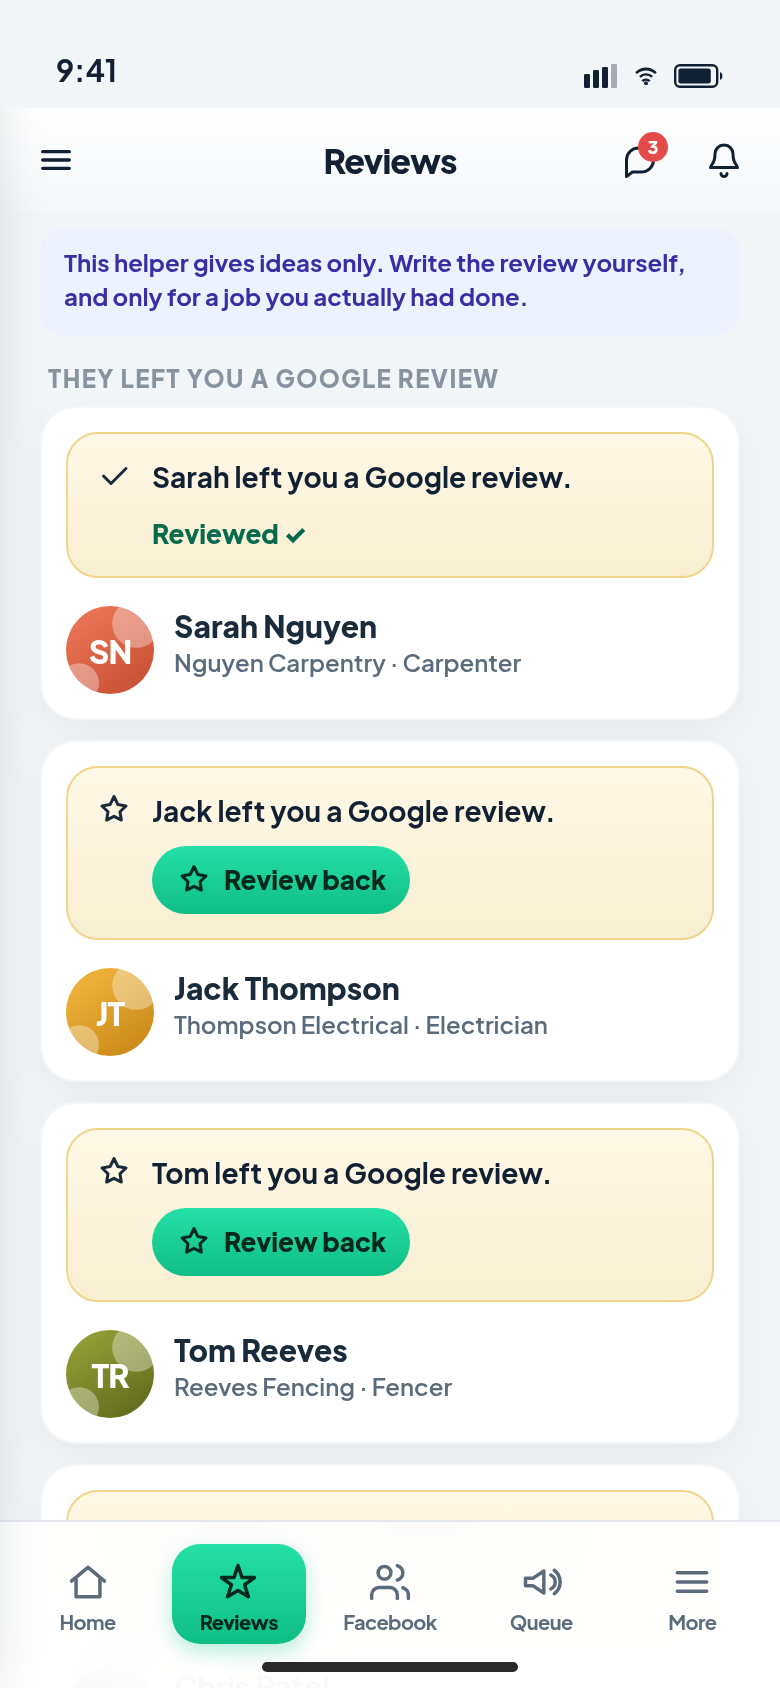 9:41
Reviews
3
This helper gives ideas only. Write the review yourself,
and only for a job you actually had done.
THEY LEFT YOU A GOOGLE REVIEW
Sarah left you a Google review.
Reviewed ✓
SN
Sarah Nguyen
Nguyen Carpentry · Carpenter
Jack left you a Google review.
Review back
JT
Jack Thompson
Thompson Electrical · Electrician
Tom left you a Google review.
Review back
TR
Tom Reeves
Reeves Fencing · Fencer
Home
Reviews
Facebook
Queue
More
Chris Patel